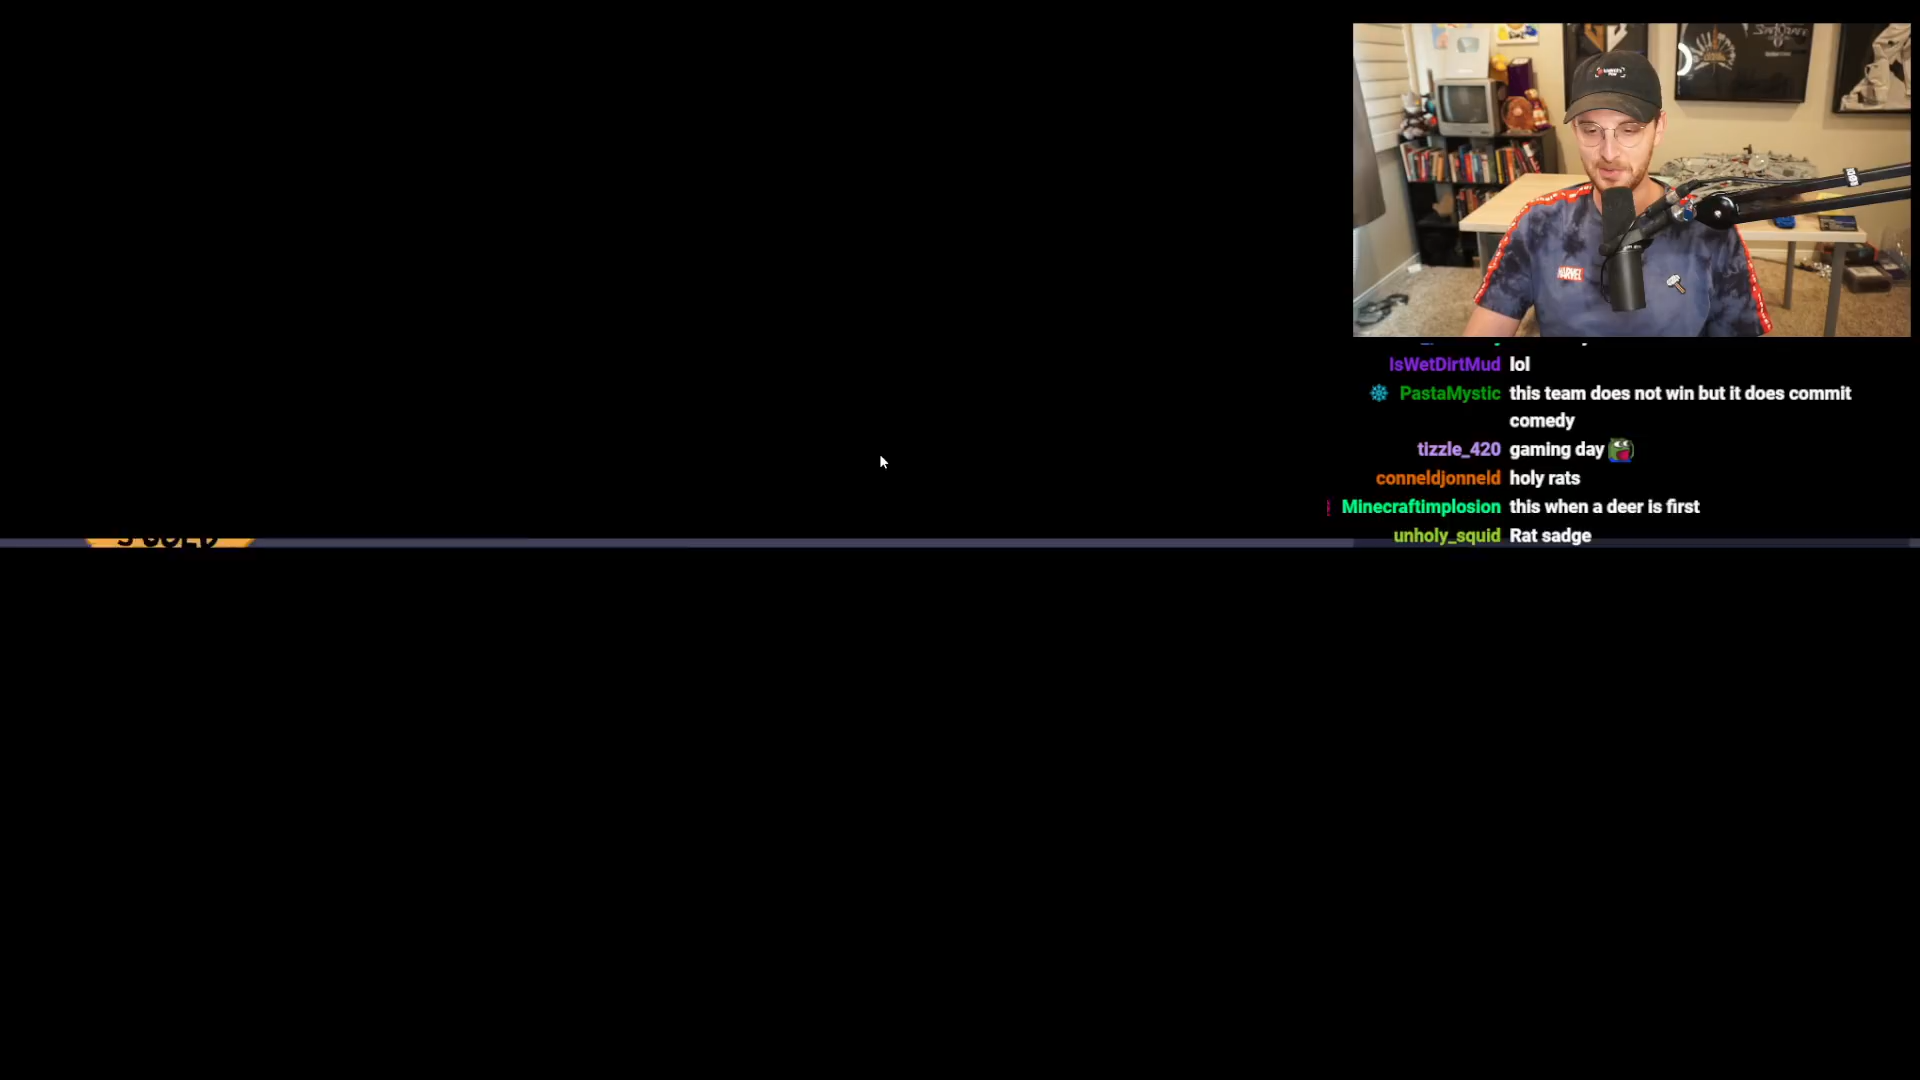 MARVEL
IsWetDirtMud lol
PastaMystic this team does not win but it does commit
comedy
tizzle_420 gaming day
conneldjonneld holy rats
Minecraftimplosion this when a deer is first
unholy_squid Rat sadge